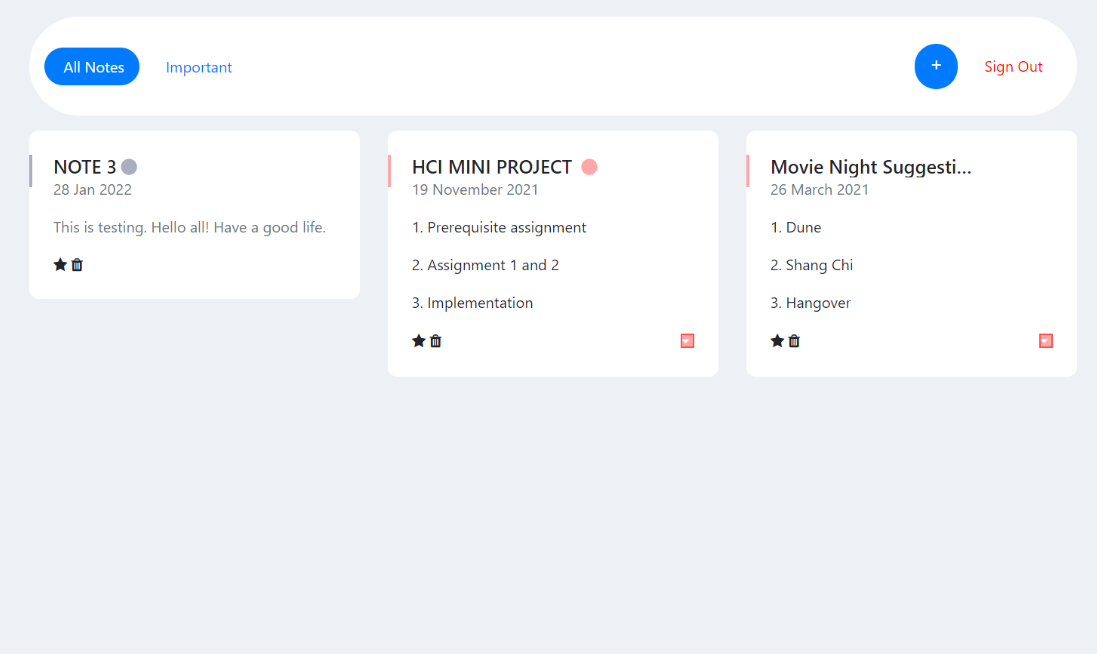 All Notes
Important
+
Sign Out
NOTE 3
28 Jan 2022
This is testing. Hello all! Have a good life.
HCI MINI PROJECT
19 November 2021
1. Prerequisite assignment
2. Assignment 1 and 2
3. Implementation
Movie Night Suggesti...
26 March 2021
1. Dune
2. Shang Chi
3. Hangover